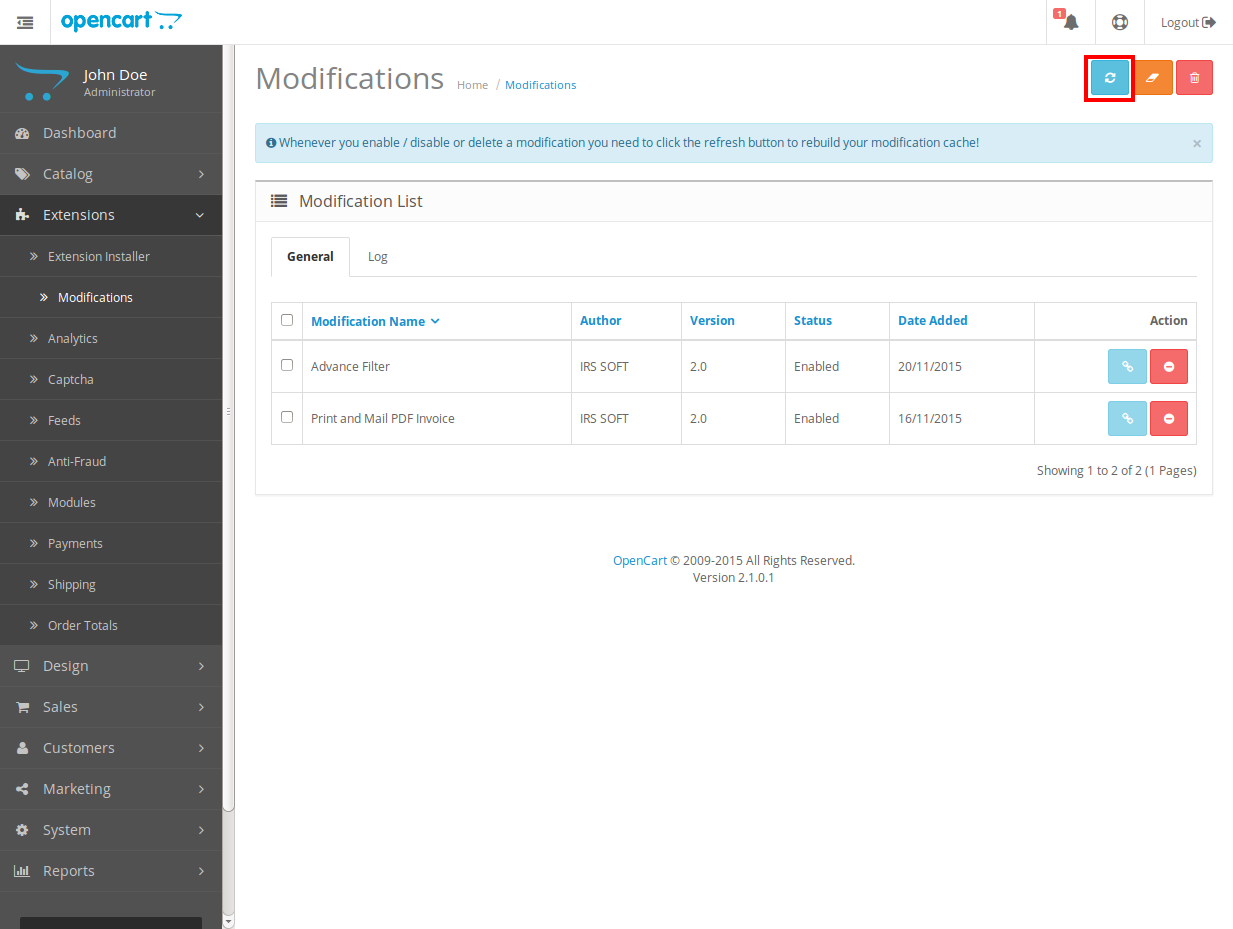 opencart
1
Logout
John Doe
Administrator
Dashboard
Catalog
Extensions
Extension Installer
Modifications
Analytics
Captcha
Feeds
Anti-Fraud
Modules
Payments
Shipping
Order Totals
Design
Sales
Customers
Marketing
System
Reports
Modifications Home / Modifications
Whenever you enable / disable or delete a modification you need to click the refresh button to rebuild your modification cache! ×
Modification List
General Log
Modification Name Author Version Status Date Added Action
Advance Filter IRS SOFT 2.0 Enabled 20/11/2015
Print and Mail PDF Invoice IRS SOFT 2.0 Enabled 16/11/2015
Showing 1 to 2 of 2 (1 Pages)
OpenCart © 2009-2015 All Rights Reserved.
Version 2.1.0.1